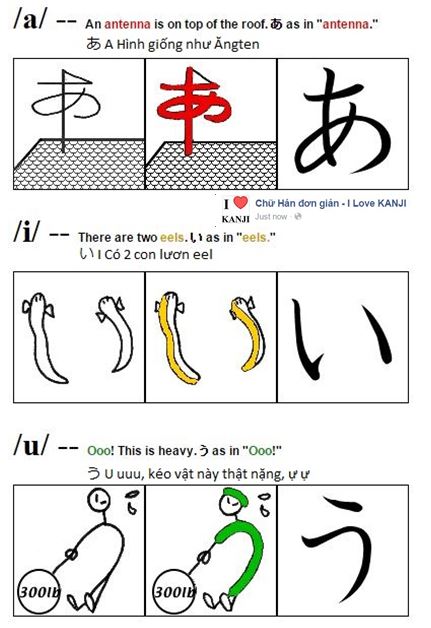 /a/ -- An antenna is on top of the roof. あ as in "antenna."
あ A Hình giống như Ăngten
あ
I ❤ KANJI
Chữ Hán đơn giản - I Love KANJI
Just now ·
/i/ -- There are two eels. い as in "eels."
い I Có 2 con lươn eel
い
/u/ -- Ooo! This is heavy. う as in "Ooo!"
う U uuu, kéo vật này thật nặng, ự ự
300lb 300lb う